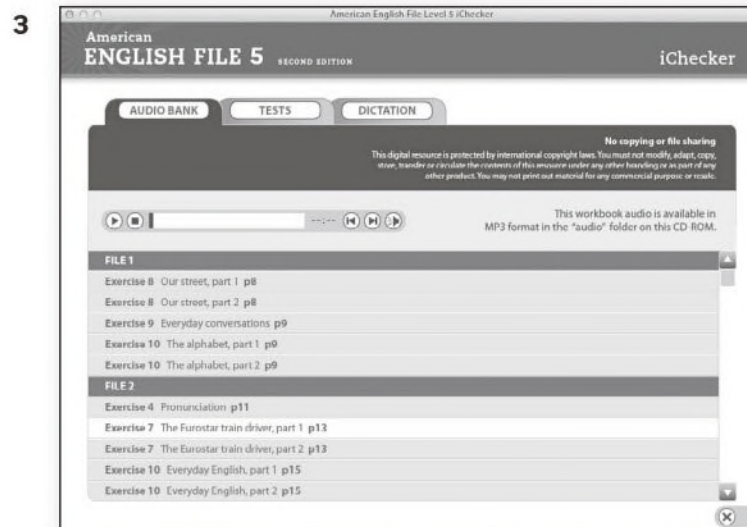 3
American English File Level 5 iChecker
American
ENGLISH FILE 5 SECOND EDITION
iChecker
AUDIO BANK
TESTS
DICTATION
No copying or file sharing
This digital resource is protected by international copyright laws. You must not modify, adapt, copy,
store, transfer or circulate the contents of this resource under any other branding or as part of any
other product. You may not print out material for any commercial purpose or resale.
--:--
This workbook audio is available in
MP3 format in the "audio" folder on this CD-ROM.
FILE 1
Exercise 8 Our street, part 1 p8
Exercise 8 Our street, part 2 p8
Exercise 9 Everyday conversations p9
Exercise 10 The alphabet, part 1 p9
Exercise 10 The alphabet, part 2 p9
FILE 2
Exercise 4 Pronunciation p11
Exercise 7 The Eurostar train driver, part 1 p13
Exercise 7 The Eurostar train driver, part 2 p13
Exercise 10 Everyday English, part 1 p15
Exercise 10 Everyday English, part 2 p15